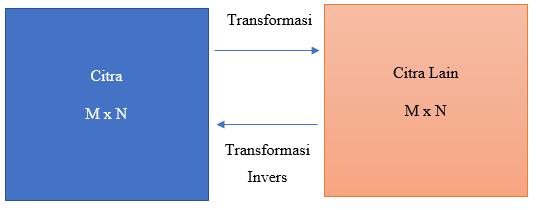 Transformasi
Citra
M x N
Citra Lain
M x N
Transformasi
Invers